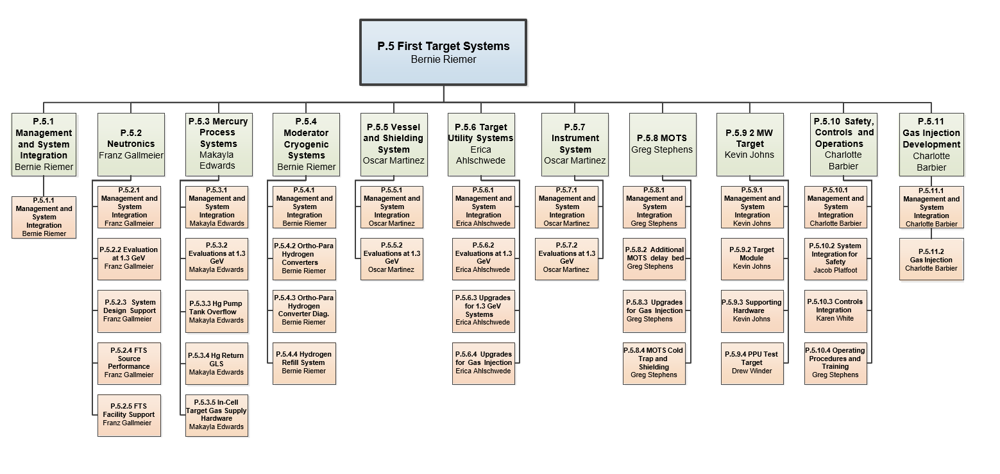 P.5 First Target Systems
Bernie Riemer
P.5.1
Management
and System
Integration
Bernie Riemer
P.5.2
Neutronics
Franz Gallmeier
P.5.3 Mercury
Process
Systems
Makayla
Edwards
P.5.4
Moderator
Cryogenic
Systems
Bernie Riemer
P.5.5 Vessel
and Shielding
System
Oscar Martinez
P.5.6 Target
Utility Systems
Erica
Ahlschwede
P.5.7
Instrument
System
Oscar Martinez
P.5.8 MOTS
Greg Stephens
P.5.9 2 MW
Target
Kevin Johns
P.5.10 Safety,
Controls and
Operations
Charlotte
Barbier
P.5.11
Gas Injection
Development
Charlotte
Barbier
P.5.1.1
Management and
System
Integration
Bernie Riemer
P.5.2.1
Management and
System
Integration
Franz Gallmeier
P.5.2.2 Evaluation
at 1.3 GeV
Franz Gallmeier
P.5.2.3 System
Design Support
Franz Gallmeier
P.5.2.4 FTS
Source
Performance
Franz Gallmeier
P.5.2.5 FTS
Facility Support
Franz Gallmeier
P.5.3.1
Management and
System
Integration
Makayla Edwards
P.5.3.2
Evaluations at 1.3
GeV
Makayla Edwards
P.5.3.3 Hg Pump
Tank Overflow
Makayla Edwards
P.5.3.4 Hg Return
GLS
Makayla Edwards
P.5.3.5 In-Cell
Target Gas Supply
Hardware
Makayla Edwards
P.5.4.1
Management and
System
Integration
Bernie Riemer
P.5.4.2 Ortho-Para
Hydrogen
Converters
Bernie Riemer
P.5.4.3 Ortho-Para
Hydrogen
Converter Diag.
Bernie Riemer
P.5.4.4 Hydrogen
Refill System
Bernie Riemer
P.5.5.1
Management and
System
Integration
Oscar Martinez
P.5.5.2
Evaluations at 1.3
GeV
Oscar Martinez
P.5.6.1
Management and
System
Integration
Erica Ahlschwede
P.5.6.2
Evaluations at 1.3
GeV
Erica Ahlschwede
P.5.6.3 Upgrades
for 1.3 GeV
Systems
Erica Ahlschwede
P.5.6.4 Upgrades
for Gas Injection
Erica Ahlschwede
P.5.7.1
Management and
System
Integration
Oscar Martinez
P.5.7.2
Evaluations at 1.3
GeV
Oscar Martinez
P.5.8.1
Management and
System
Integration
Greg Stephens
P.5.8.2 Additional
MOTS delay bed
Greg Stephens
P.5.8.3 Upgrades
for Gas Injection
Greg Stephens
P.5.8.4 MOTS Cold
Trap and
Shielding
Greg Stephens
P.5.9.1
Management and
System
Integration
Kevin Johns
P.5.9.2 Target
Module
Kevin Johns
P.5.9.3 Supporting
Hardware
Kevin Johns
P.5.9.4 PPU Test
Target
Drew Winder
P.5.10.1
Management and
System
Integration
Charlotte Barbier
P.5.10.2 System
Integration for
Safety
Jacob Platfoot
P.5.10.3 Controls
Integration
Karen White
P.5.10.4 Operating
Procedures and
Training
Greg Stephens
P.5.11.1
Management and
System
Integration
Charlotte Barbier
P.5.11.2
Gas Injection
Charlotte Barbier